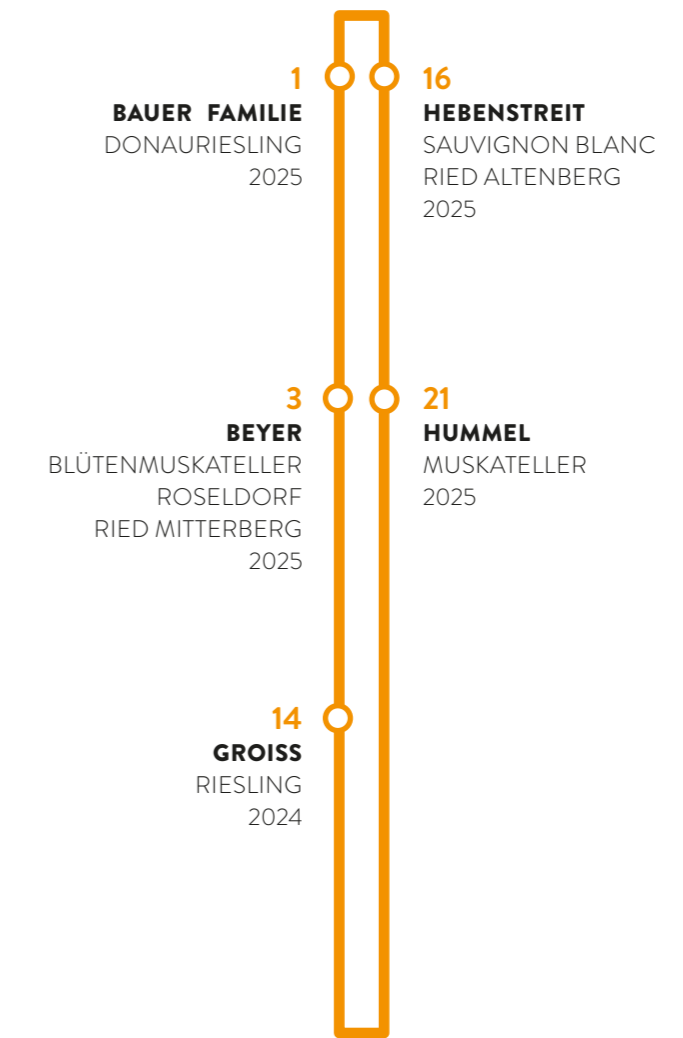 1
BAUER FAMILIE
DONAURIESLING
2025
3
BEYER
BLÜTENMUSKATELLER
ROSELDORF
RIED MITTERBERG
2025
14
GROISS
RIESLING
2024
16
HEBENSTREIT
SAUVIGNON BLANC
RIED ALTENBERG
2025
21
HUMMEL
MUSKATELLER
2025